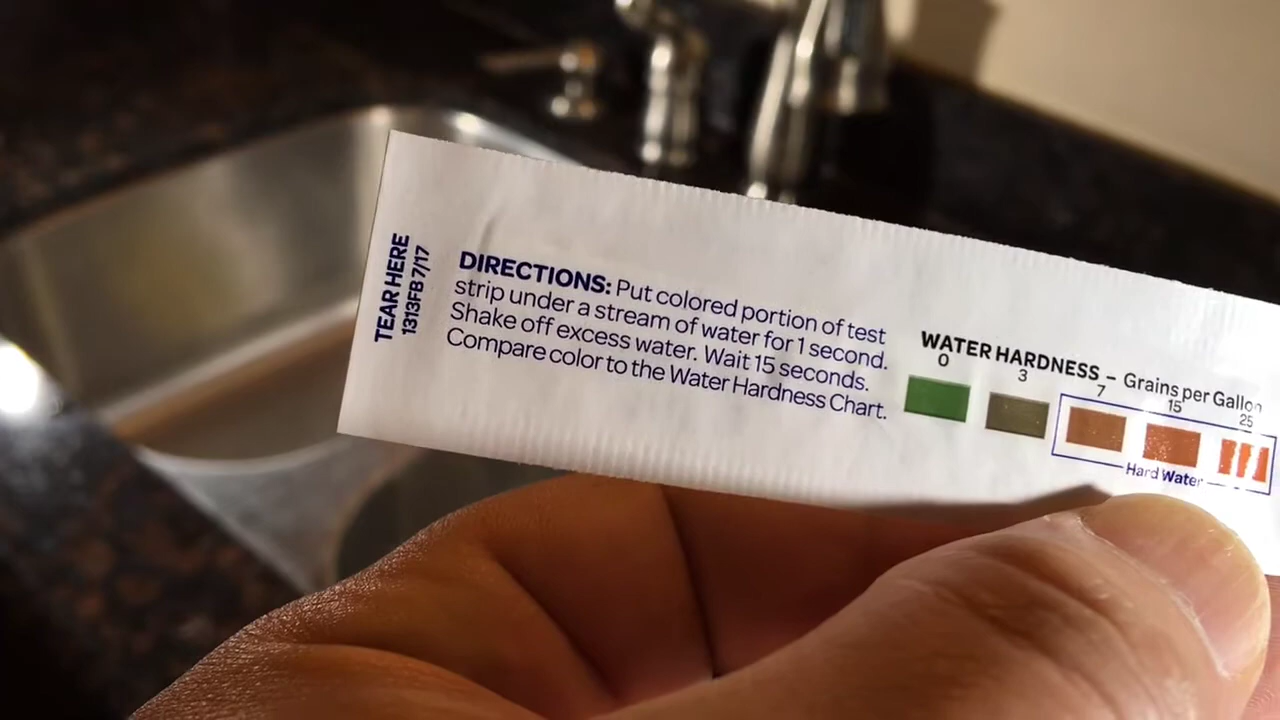 TEAR HERE
1313FB 7/17
DIRECTIONS: Put colored portion of test
strip under a stream of water for 1 second.
Shake off excess water. Wait 15 seconds.
Compare color to the Water Hardness Chart.
WATER HARDNESS – Grains per Gallon
0 3 7 15 25
Hard Water